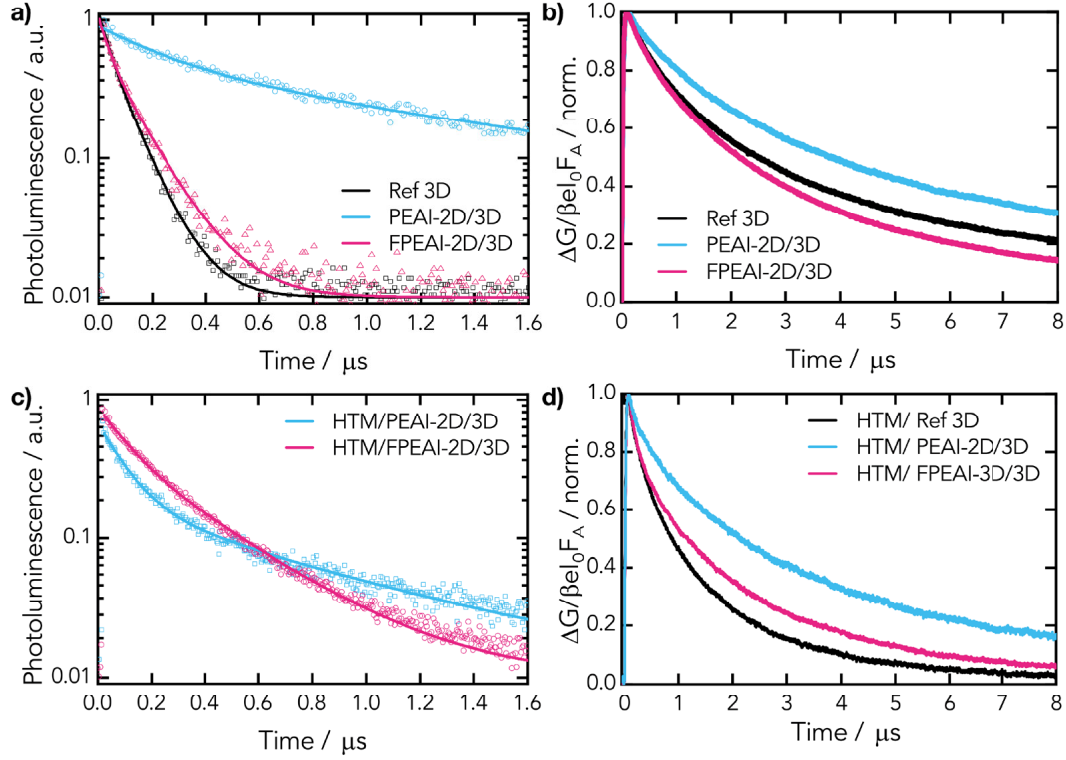 a)
Photoluminescence / a.u.
1
0.1
0.01
Ref 3D
PEAI-2D/3D
FPEAI-2D/3D
0.0 0.2 0.4 0.6 0.8 1.0 1.2 1.4 1.6
Time / μs
b)
ΔG/βeI₀F_A / norm.
1.0
0.8
0.6
0.4
0.2
0.0
Ref 3D
PEAI-2D/3D
FPEAI-2D/3D
0 1 2 3 4 5 6 7 8
Time / μs
c)
Photoluminescence / a.u.
1
0.1
0.01
HTM/PEAI-2D/3D
HTM/FPEAI-2D/3D
0.0 0.2 0.4 0.6 0.8 1.0 1.2 1.4 1.6
Time / μs
d)
ΔG/βeI₀F_A / norm.
1.0
0.8
0.6
0.4
0.2
0.0
HTM/ Ref 3D
HTM/ PEAI-2D/3D
HTM/ FPEAI-3D/3D
0 1 2 3 4 5 6 7 8
Time / μs